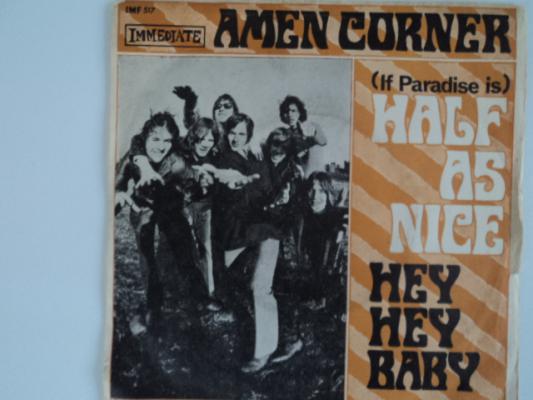 IMF 517
IMMEDIATE AMEN CORNER
(If Paradise is)
HALF
AS
NICE
HEY
HEY
BABY